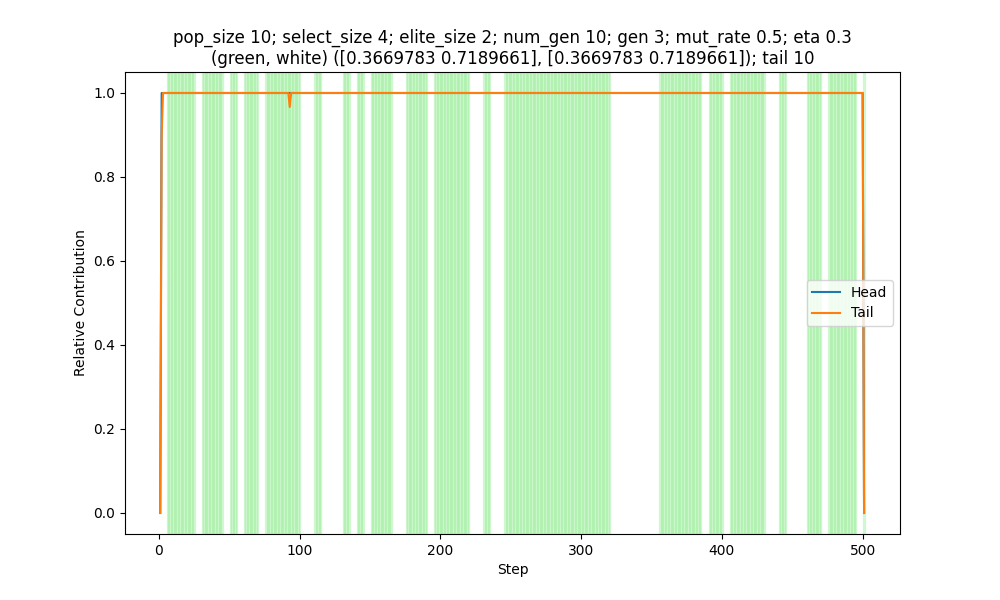 pop_size 10; select_size 4; elite_size 2; num_gen 10; gen 3; mut_rate 0.5; eta 0.3
(green, white) ([0.3669783 0.7189661], [0.3669783 0.7189661]); tail 10
1.0
0.8
0.6
0.4
0.2
0.0
Relative Contribution
Head
Tail
0
100
200
300
400
500
Step